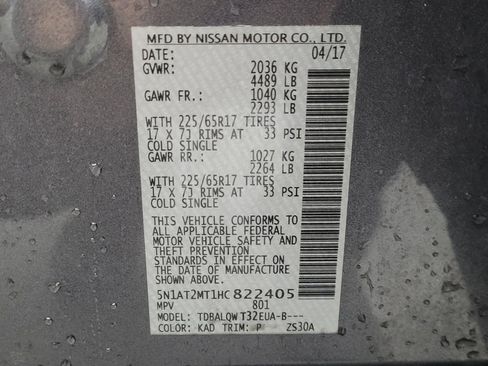 MFD BY NISSAN MOTOR CO., LTD.
DATE: 04/17
GVWR: 2036 KG
4489 LB
GAWR FR.: 1040 KG
2293 LB
WITH 225/65R17 TIRES
17 X 7J RIMS AT 33 PSI
COLD SINGLE
GAWR RR.: 1027 KG
2264 LB
WITH 225/65R17 TIRES
17 X 7J RIMS AT 33 PSI
COLD SINGLE
THIS VEHICLE CONFORMS TO
ALL APPLICABLE FEDERAL
MOTOR VEHICLE SAFETY AND
THEFT PREVENTION
STANDARDS IN EFFECT ON
THE DATE OF MANUFACTURE
SHOWN ABOVE.
5N1AT2MT1HC822405
MPV 801
MODEL: TDBALQW T32EUA-B---
COLOR: KAD TRIM: P ZS30A